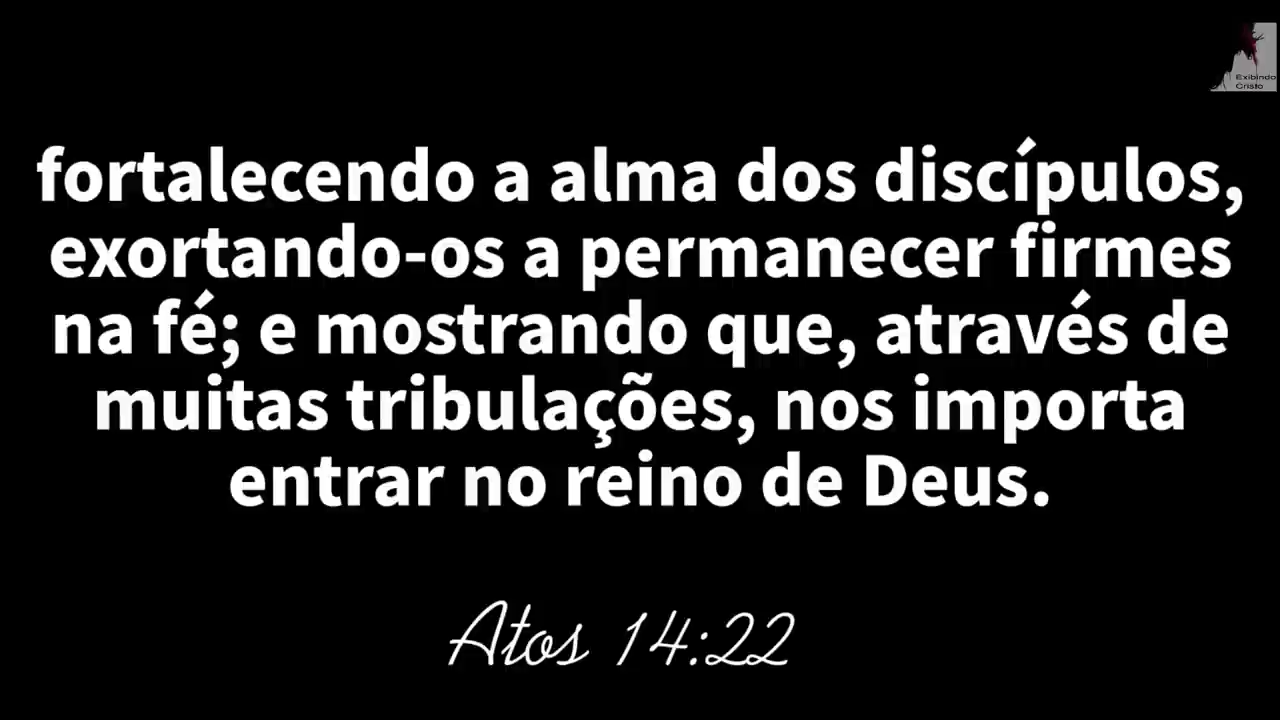 Exibindo
Cristo
fortalecendo a alma dos discípulos,
exortando-os a permanecer firmes
na fé; e mostrando que, através de
muitas tribulações, nos importa
entrar no reino de Deus.
Atos 14:22